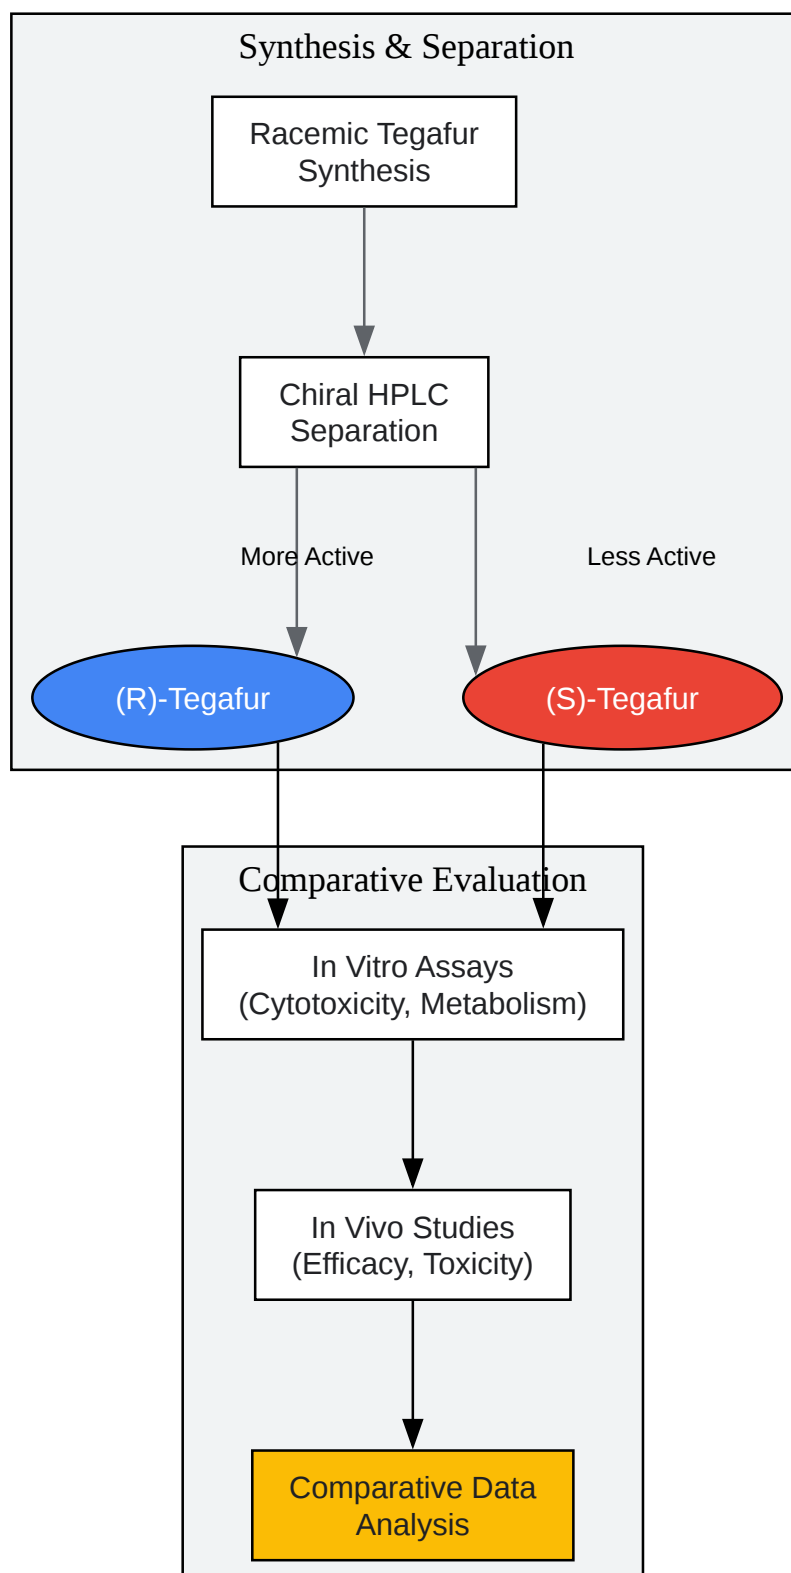 Synthesis & Separation
Racemic Tegafur
Synthesis
Chiral HPLC
Separation
More Active
Less Active
(R)-Tegafur
(S)-Tegafur
Comparative Evaluation
In Vitro Assays
(Cytotoxicity, Metabolism)
In Vivo Studies
(Efficacy, Toxicity)
Comparative Data
Analysis